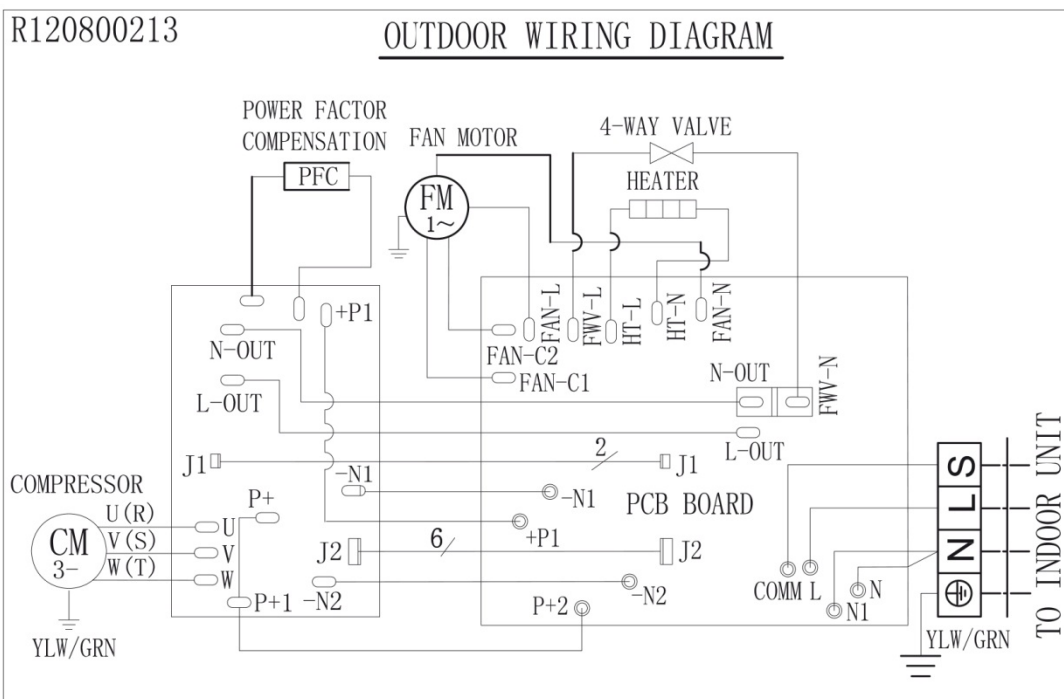 R120800213
OUTDOOR WIRING DIAGRAM
POWER FACTOR
COMPENSATION
PFC
FAN MOTOR
FM
1~
4-WAY VALVE
HEATER
+P1
N-OUT
L-OUT
FAN-C2
FAN-C1
FAN-L
FWV-L
HT-L
HT-N
FAN-N
N-OUT
FWV-N
L-OUT
J1
2
J1
-N1
-N1
PCB BOARD
COMPRESSOR
U(R)
V(S)
W(T)
CM
3-
YLW/GRN
P+
U
V
W
P+1
+P1
J2
6
J2
-N2
-N2
P+2
COMM L
N
N1
S
L
N
YLW/GRN
TO INDOOR UNIT